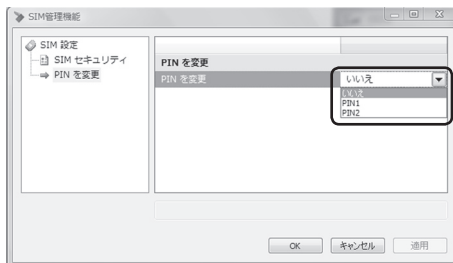 SIM管理機能
SIM 設定
SIM セキュリティ
PIN を変更
PIN を変更
PIN を変更 いいえ
いいえ
PIN1
PIN2
OK キャンセル 適用